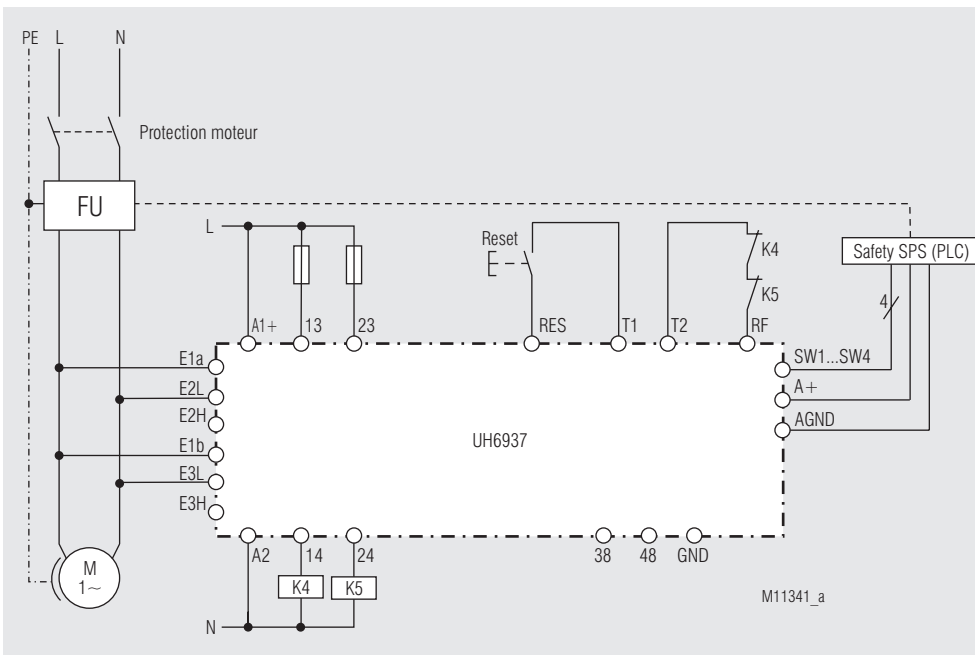 PE L N
Protection moteur
FU
L
Reset
K4
Safety SPS (PLC)
K5
4
A1+ 13 23 RES T1 T2 RF
E1a
SW1...SW4
E2L
A+
E2H
AGND
UH6937
E1b
E3L
E3H
A2 14 24 38 48 GND
M
1~
K4 K5
M11341_a
N